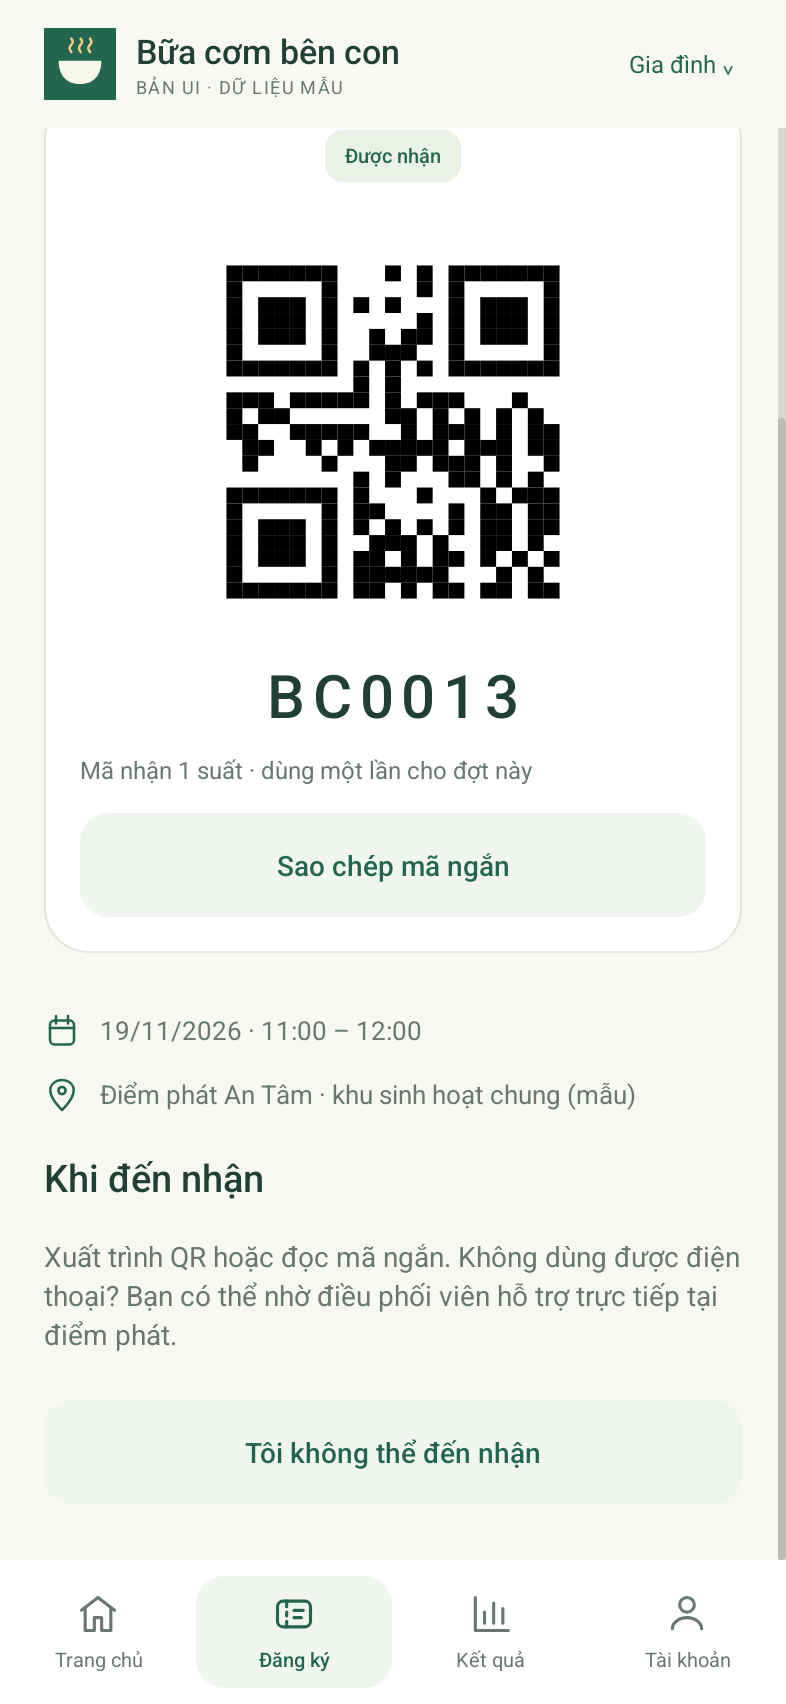 Bữa cơm bên con
BẢN UI · DỮ LIỆU MẪU
Gia đình
Được nhận
BC0013
Mã nhận 1 suất · dùng một lần cho đợt này
Sao chép mã ngắn
19/11/2026 · 11:00 – 12:00
Điểm phát An Tâm · khu sinh hoạt chung (mẫu)
Khi đến nhận
Xuất trình QR hoặc đọc mã ngắn. Không dùng được điện
thoại? Bạn có thể nhờ điều phối viên hỗ trợ trực tiếp tại
điểm phát.
Tôi không thể đến nhận
Trang chủ
Đăng ký
Kết quả
Tài khoản